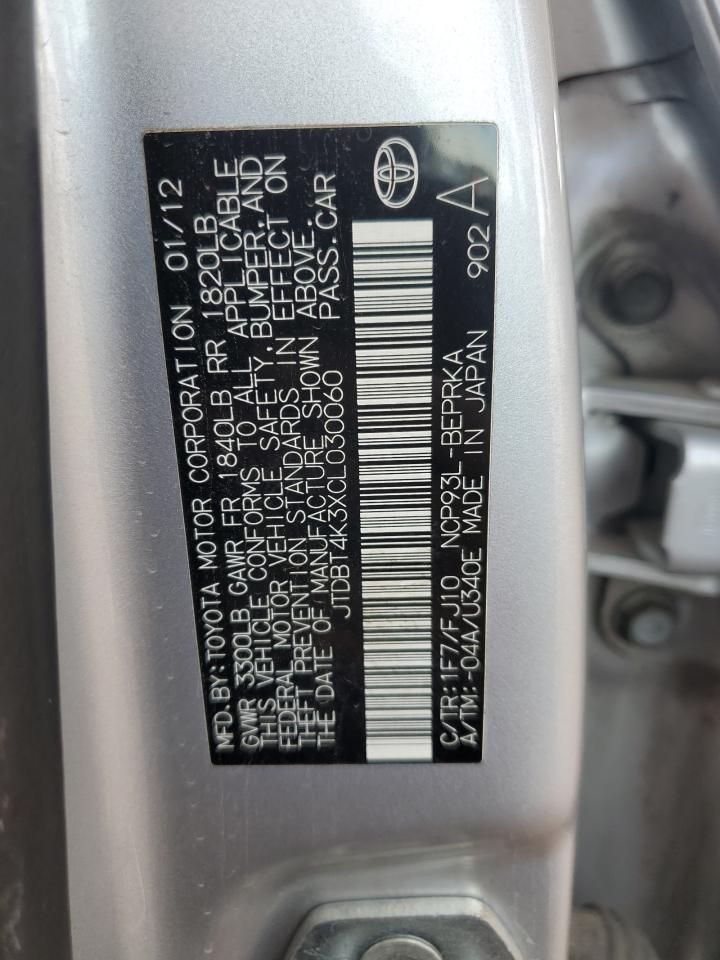 MFD.BY:TOYOTA MOTOR CORPORATION 01/12
GVWR 3300LB GAWR FR 1840LB RR 1820LB
THIS VEHICLE CONFORMS TO ALL APPLICABLE
FEDERAL MOTOR VEHICLE SAFETY,BUMPER,AND
THEFT PREVENTION STANDARDS IN EFFECT ON
THE DATE OF MANUFACTURE SHOWN ABOVE.
JTDBT4K3XCL030060 PASS.CAR
C/TR:1F7/FJ10 NCP93L-BEPRKA
A/TM:-04A/U340E MADE IN JAPAN 902 A